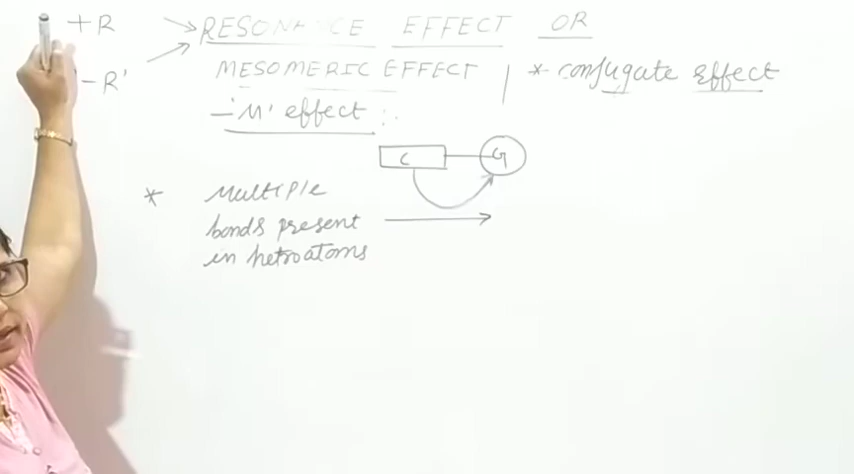 +R RESONANCE EFFECT OR
'-R' MESOMERIC EFFECT | * conjugate effect
-'M' effect :-
C G
* Multiple
bonds present
in hetroatoms